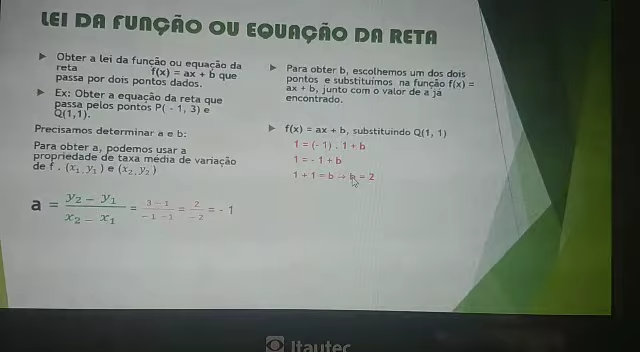 LEI DA FUNÇÃO OU EQUAÇÃO DA RETA
Obter a lei da função ou equação da
reta f(x) = ax + b que
passa por dois pontos dados.
Ex: Obter a equação da reta que
passa pelos pontos P( - 1, 3) e
Q(1,1).
Precisamos determinar a e b:
Para obter a, podemos usar a
propriedade de taxa média de variação
de f . (x₁, y₁) e (x₂, y₂)
a = y₂ − y₁ / x₂ − x₁ = 3 − 1 / − 1 − 1 = 2 / − 2 = - 1
Para obter b, escolhemos um dos dois
pontos e substituímos na função f(x) =
ax + b, junto com o valor de a já
encontrado.
f(x) = ax + b, substituindo Q(1, 1)
1 = (- 1) . 1 + b
1 = - 1 + b
1 + 1 = b → b = 2
Itautec